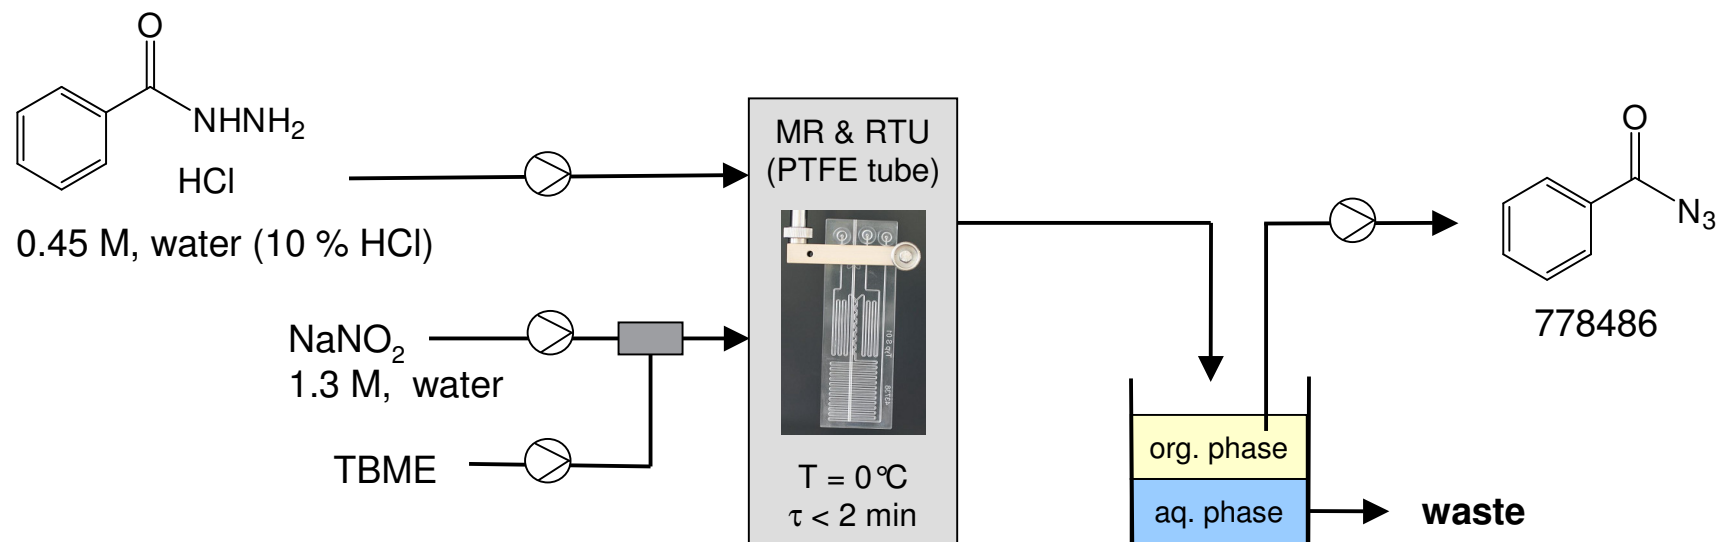 O
NHNH₂
HCl
0.45 M, water (10 % HCl)
NaNO₂
1.3 M, water
TBME
MR & RTU
(PTFE tube)
T = 0°C
τ < 2 min
org. phase
aq. phase
waste
O
N₃
778486